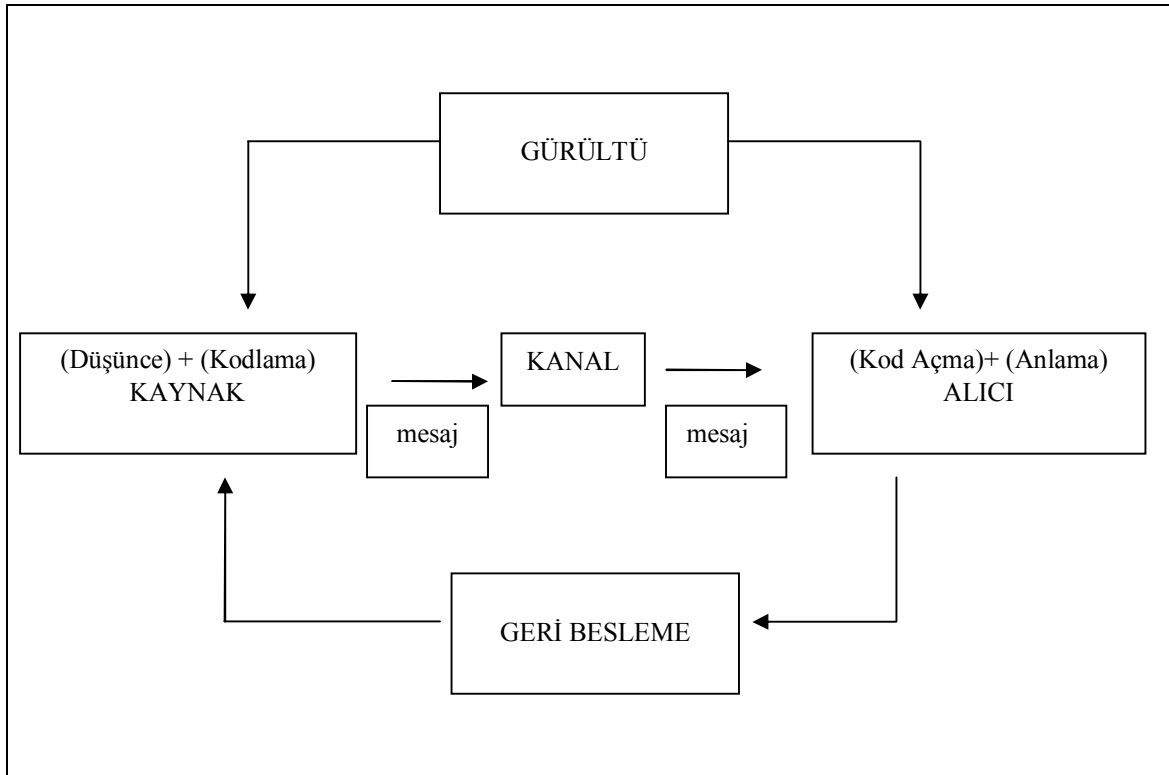 GÜRÜLTÜ
(Düşünce) + (Kodlama)
KAYNAK
mesaj
KANAL
mesaj
(Kod Açma)+ (Anlama)
ALICI
GERİ BESLEME